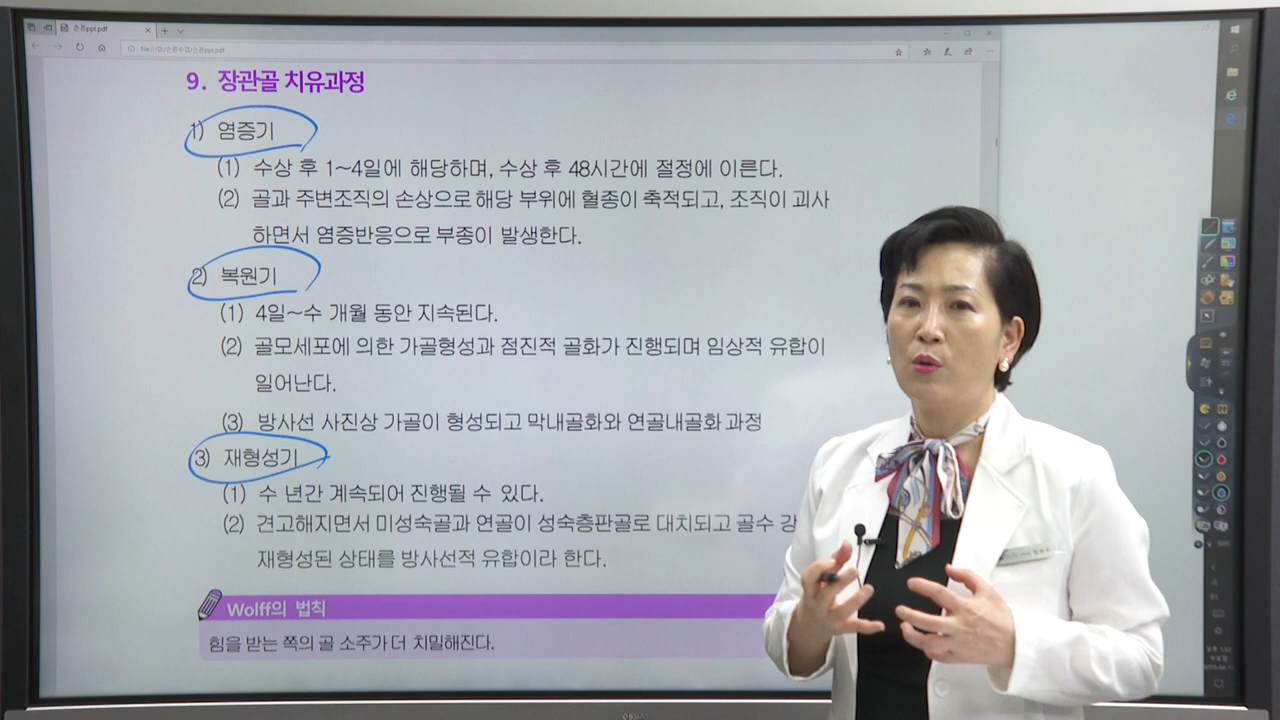 손공ppt.pdf
9. 장관골 치유과정
1) 염증기
(1) 수상 후 1~4일에 해당하며, 수상 후 48시간에 절정에 이른다.
(2) 골과 주변조직의 손상으로 해당 부위에 혈종이 축적되고, 조직이 괴사
하면서 염증반응으로 부종이 발생한다.
2) 복원기
(1) 4일~수 개월 동안 지속된다.
(2) 골모세포에 의한 가골형성과 점진적 골화가 진행되며 임상적 유합이
일어난다.
(3) 방사선 사진상 가골이 형성되고 막내골화와 연골내골화 과정
3) 재형성기
(1) 수 년간 계속되어 진행될 수 있다.
(2) 견고해지면서 미성숙골과 연골이 성숙층판골로 대치되고 골수 강
재형성된 상태를 방사선적 유합이라 한다.
Wolff의 법칙
힘을 받는 쪽의 골 소주가 더 치밀해진다.